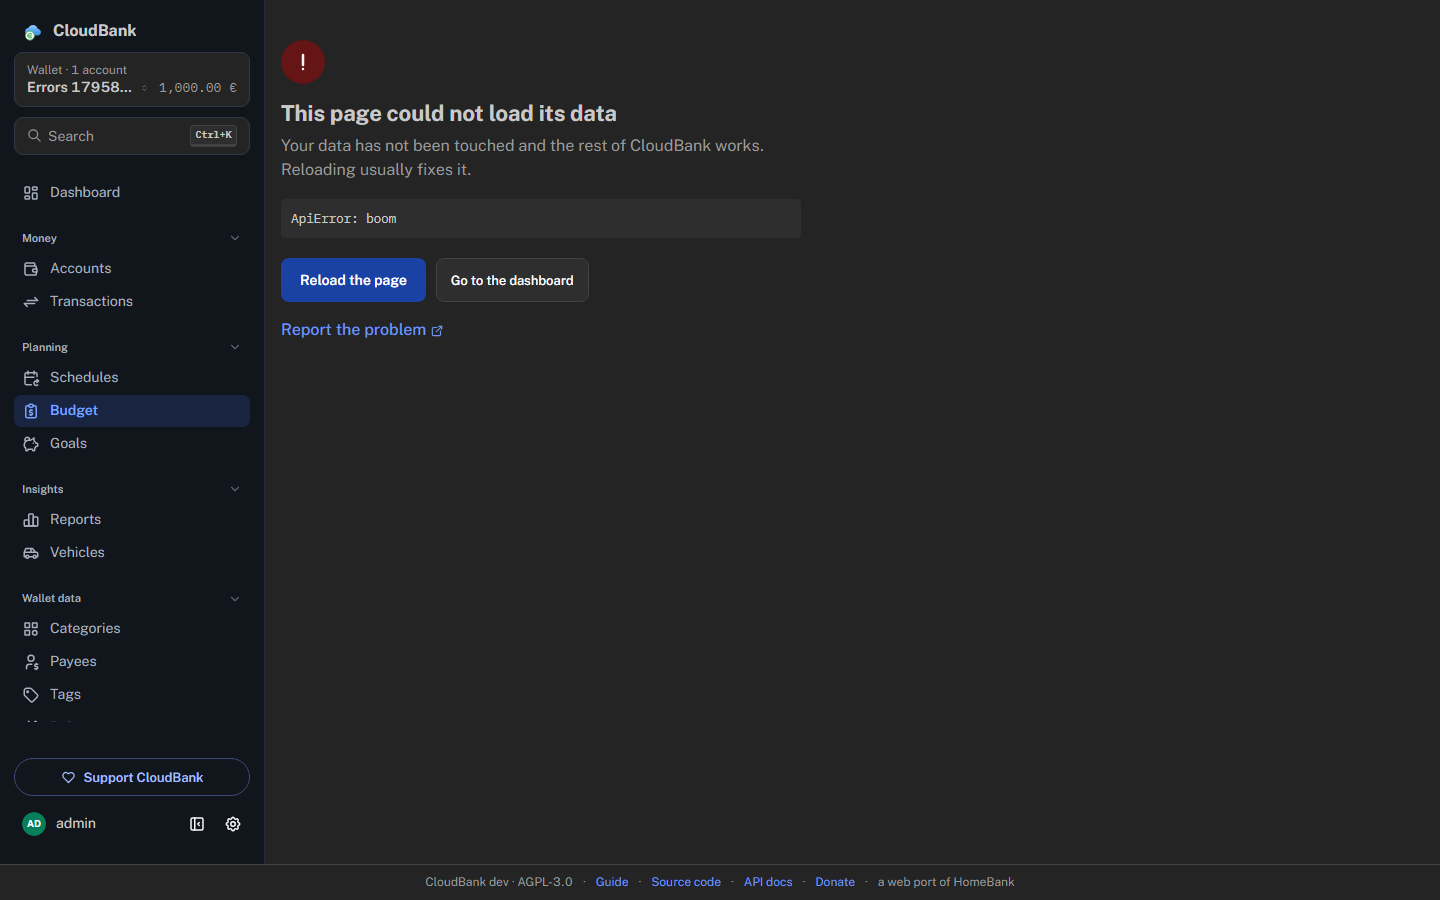 CloudBank
Wallet · 1 account
Errors 17958... 1,000.00 €
Search Ctrl+K
Dashboard
Money
Accounts
Transactions
Planning
Schedules
Budget
Goals
Insights
Reports
Vehicles
Wallet data
Categories
Payees
Tags
Support CloudBank
AD admin
!
This page could not load its data
Your data has not been touched and the rest of CloudBank works.
Reloading usually fixes it.
ApiError: boom
Reload the page Go to the dashboard
Report the problem
CloudBank dev · AGPL-3.0 · Guide · Source code · API docs · Donate · a web port of HomeBank